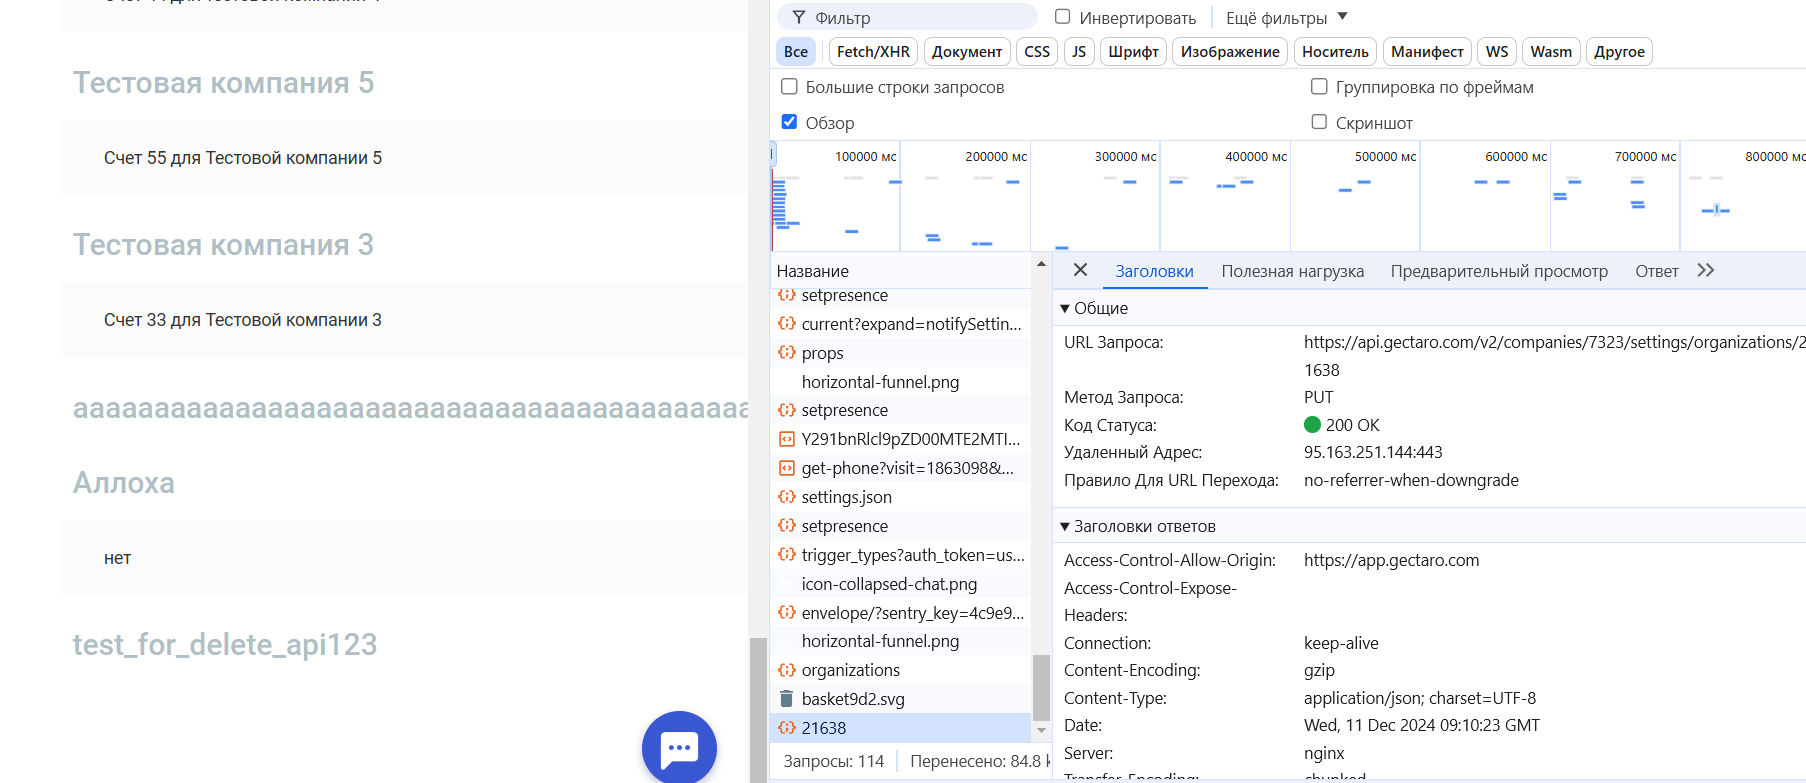 Тестовая компания 5
Счет 55 для Тестовой компании 5
Тестовая компания 3
Счет 33 для Тестовой компании 3
Аллоха
нет
test_for_delete_api123
Фильтр
Инвертировать
Ещё фильтры
Все Fetch/XHR Документ CSS JS Шрифт Изображение Носитель Манифест WS Wasm Другое
Большие строки запросов
Группировка по фреймам
Обзор
Скриншот
100000 мс 200000 мс 300000 мс 400000 мс 500000 мс 600000 мс 700000 мс 800000 мс
Название
setpresence
current?expand=notifySettin...
props
horizontal-funnel.png
setpresence
get-phone?visit=1863098&...
settings.json
setpresence
trigger_types?auth_token=us...
icon-collapsed-chat.png
envelope/?sentry_key=4c9e9...
horizontal-funnel.png
organizations
basket9d2.svg
21638
Запросы: 114
Перенесено: 84.8 k
Заголовки Полезная нагрузка Предварительный просмотр Ответ
Общие
URL Запроса: https://api.gectaro.com/v2/companies/7323/settings/organizations/2
1638
Метод Запроса: PUT
Код Статуса: 200 OK
Удаленный Адрес: 95.163.251.144:443
Правило Для URL Перехода: no-referrer-when-downgrade
Заголовки ответов
Access-Control-Allow-Origin: https://app.gectaro.com
Access-Control-Expose-
Headers:
Connection: keep-alive
Content-Encoding: gzip
Content-Type: application/json; charset=UTF-8
Date: Wed, 11 Dec 2024 09:10:23 GMT
Server: nginx
Transfer-Encoding: chunked